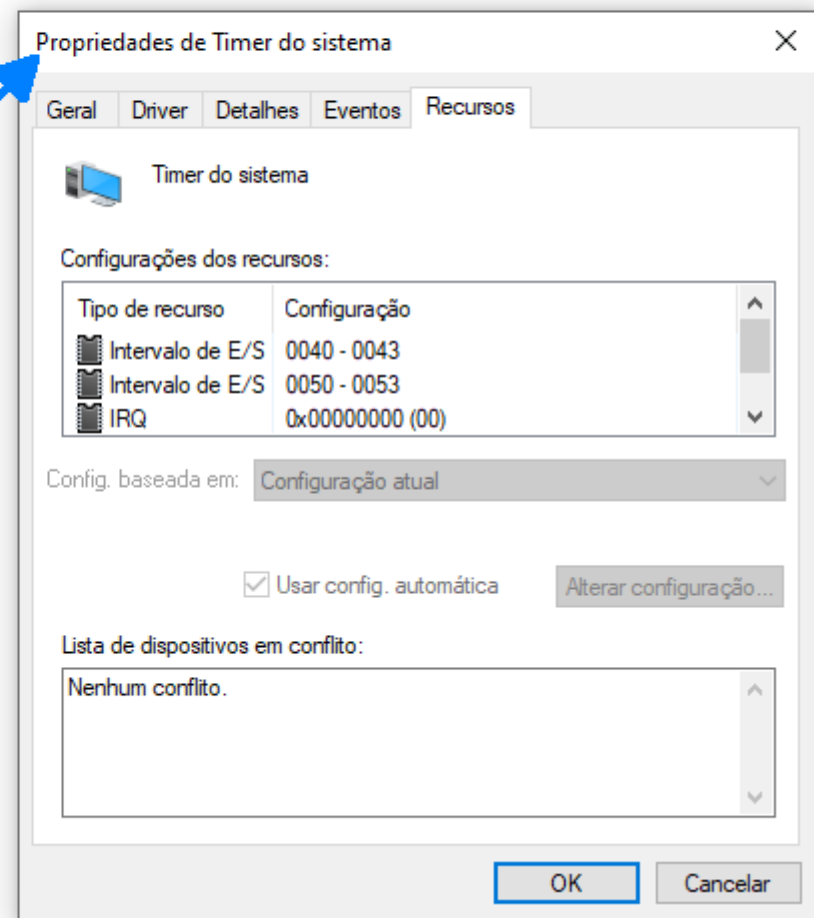 Propriedades de Timer do sistema
Geral Driver Detalhes Eventos Recursos
Timer do sistema
Configurações dos recursos:
Tipo de recurso Configuração
Intervalo de E/S 0040 - 0043
Intervalo de E/S 0050 - 0053
IRQ 0x00000000 (00)
Config. baseada em: Configuração atual
Usar config. automática Alterar configuração...
Lista de dispositivos em conflito:
Nenhum conflito.
OK Cancelar